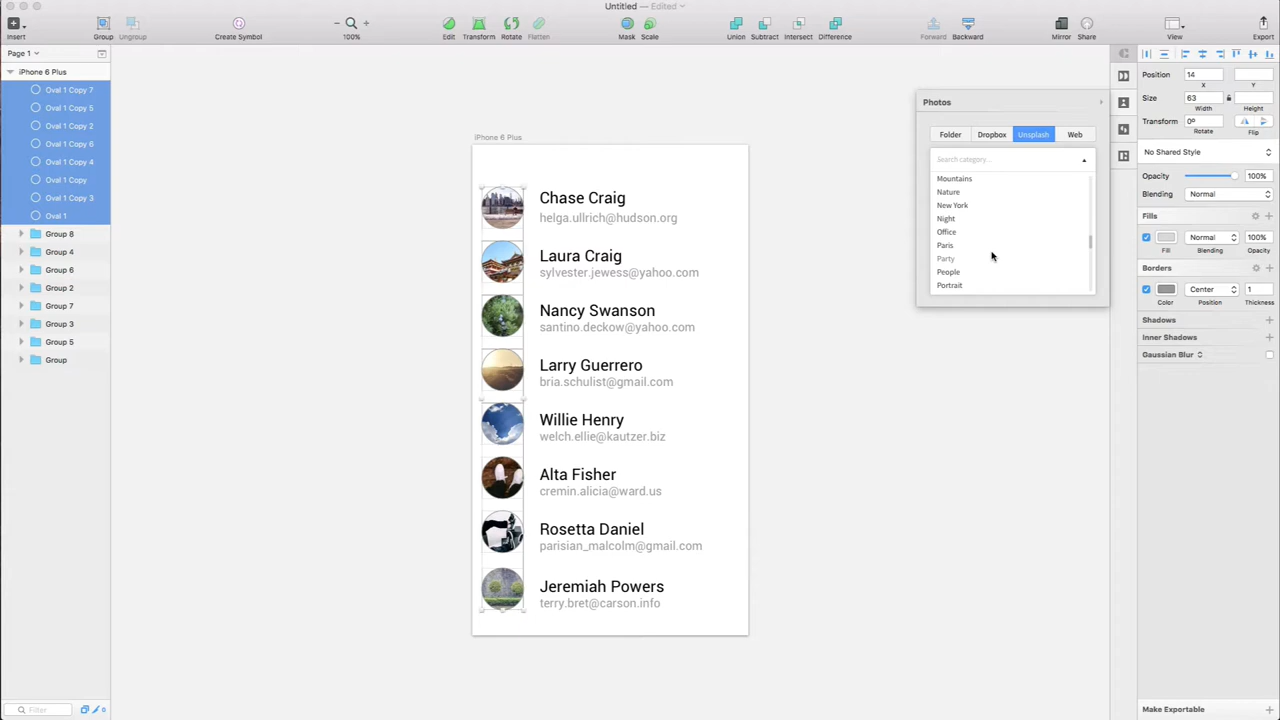 Untitled — Edited
Insert
Group
Ungroup
Create Symbol
100%
Edit
Transform
Rotate
Flatten
Mask
Scale
Union
Subtract
Intersect
Difference
Forward
Backward
Mirror
Share
View
Export
Page 1
iPhone 6 Plus
Oval 1 Copy 7
Oval 1 Copy 5
Oval 1 Copy 2
Oval 1 Copy 6
Oval 1 Copy 4
Oval 1 Copy
Oval 1 Copy 3
Oval 1
Group 8
Group 4
Group 6
Group 2
Group 7
Group 3
Group 5
Group
Filter
0
iPhone 6 Plus
Chase Craig
helga.ullrich@hudson.org
Laura Craig
sylvester.jewess@yahoo.com
Nancy Swanson
santino.deckow@yahoo.com
Larry Guerrero
bria.schulist@gmail.com
Willie Henry
welch.ellie@kautzer.biz
Alta Fisher
cremin.alicia@ward.us
Rosetta Daniel
parisian_malcolm@gmail.com
Jeremiah Powers
terry.bret@carson.info
Photos
Folder Dropbox Unsplash Web
Search category...
Mountains
Nature
New York
Night
Office
Paris
Party
People
Portrait
Position 14
X Y
Size 63
Width Height
Transform 0º
Rotate Flip
No Shared Style
Opacity 100%
Blending Normal
Fills
Normal 100%
Fill Blending Opacity
Borders
Center 1
Color Position Thickness
Shadows
Inner Shadows
Gaussian Blur
Make Exportable